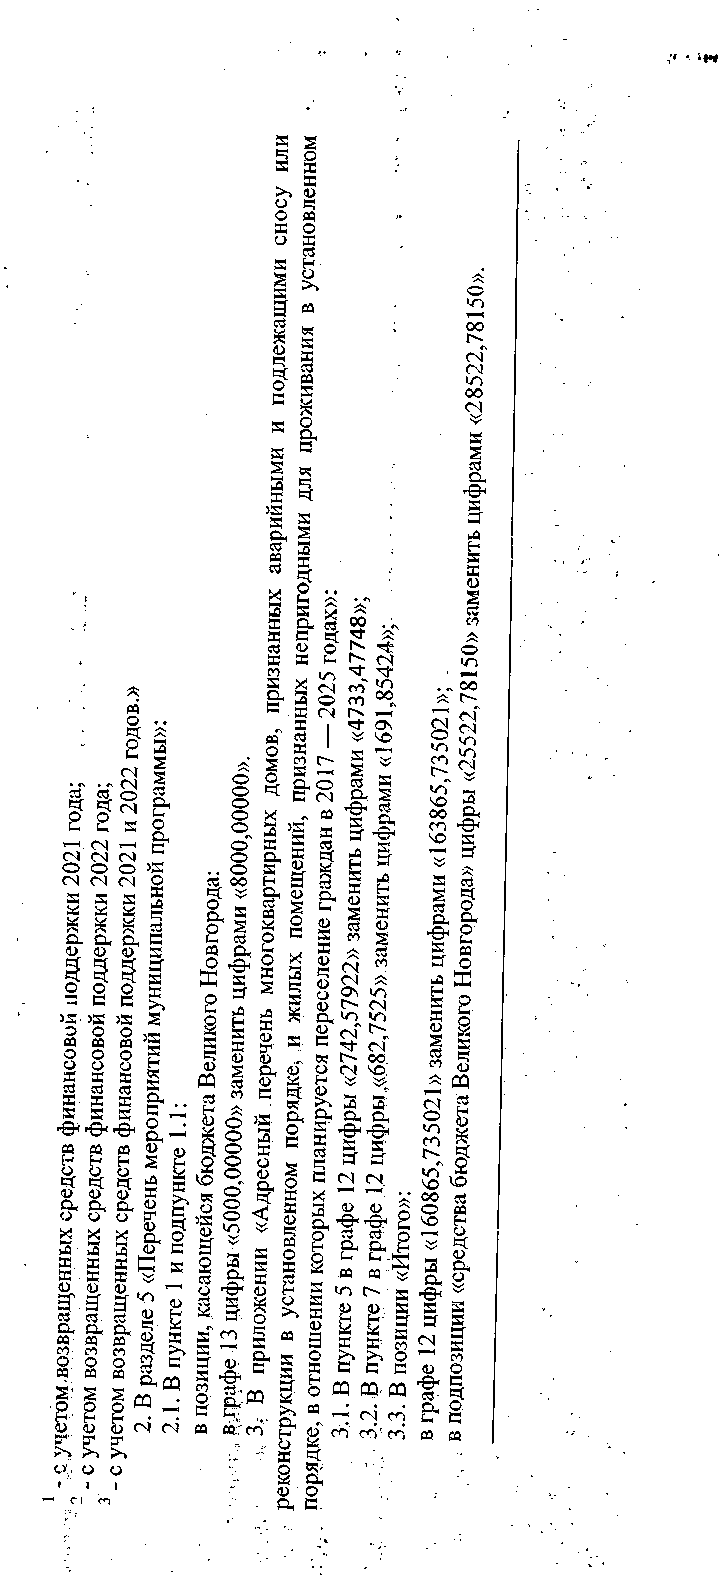 1 - с учетом возвращенных средств финансовой поддержки 2021 года;
2 - с учетом возвращенных средств финансовой поддержки 2022 года;
3 - с учетом возвращенных средств финансовой поддержки 2021 и 2022 годов.»
2. В разделе 5 «Перечень мероприятий муниципальной программы»:
2.1. В пункте 1 и подпункте 1.1:
в позиции, касающейся бюджета Великого Новгорода:
в графе 13 цифры «5000,00000» заменить цифрами «8000,00000».
3. В приложении «Адресный перечень многоквартирных домов, признанных аварийными и подлежащими сносу или
реконструкции в установленном порядке, и жилых помещений, признанных непригодными для проживания в установленном
порядке, в отношении которых планируется переселение граждан в 2017 — 2025 годах»:
3.1. В пункте 5 в графе 12 цифры «2742,57922» заменить цифрами «4733,47748»;
3.2. В пункте 7 в графе 12 цифры «682,7525» заменить цифрами «1691,85424»;
3.3. В позиции «Итого»:
в графе 12 цифры «160865,735021» заменить цифрами «163865,735021»;
в подпозиции «средства бюджета Великого Новгорода» цифры «25522,78150» заменить цифрами «28522,78150».